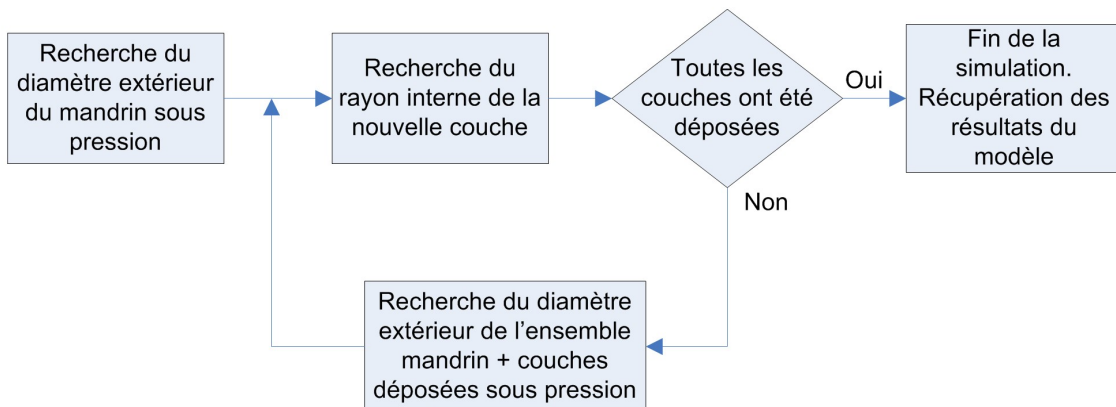 Recherche du
diamètre extérieur
du mandrin sous
pression
Recherche du
rayon interne de la
nouvelle couche
Toutes les
couches ont été
déposées
Oui
Fin de la
simulation.
Récupération des
résultats du
modèle
Non
Recherche du diamètre
extérieur de l’ensemble
mandrin + couches
déposées sous pression